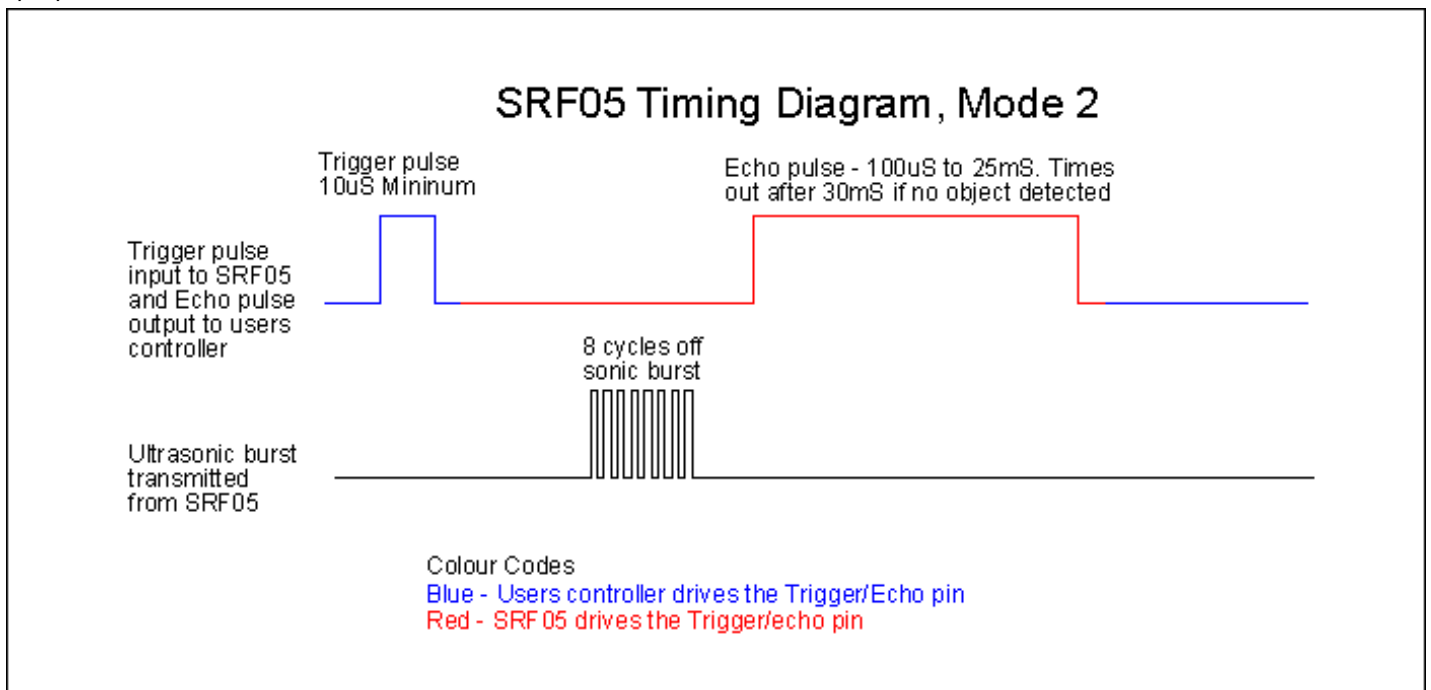 SRF05 Timing Diagram, Mode 2
Trigger pulse
10uS Mininum
Echo pulse - 100uS to 25mS. Times
out after 30mS if no object detected
Trigger pulse
input to SRF05
and Echo pulse
output to users
controller
8 cycles off
sonic burst
Ultrasonic burst
transmitted
from SRF05
Colour Codes
Blue - Users controller drives the Trigger/Echo pin
Red - SRF05 drives the Trigger/echo pin